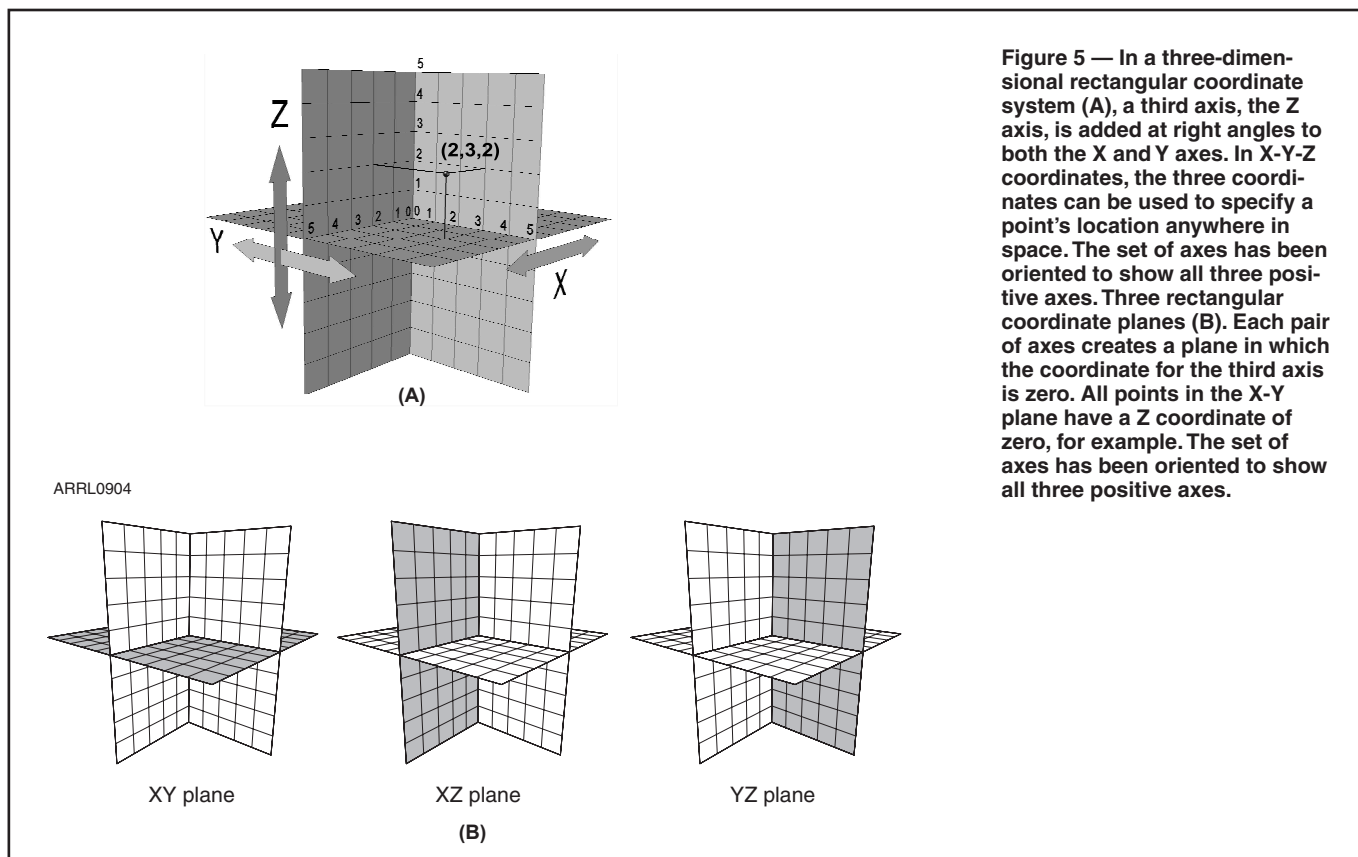 5
4
3
2
1
Z
(2,3,2)
5 4 3 2 1 0 0 1 2 3 4 5
Y
X
(A)
Figure 5 — In a three-dimen-
sional rectangular coordinate
system (A), a third axis, the Z
axis, is added at right angles to
both the X and Y axes. In X-Y-Z
coordinates, the three coordi-
nates can be used to specify a
point's location anywhere in
space. The set of axes has been
oriented to show all three posi-
tive axes. Three rectangular
coordinate planes (B). Each pair
of axes creates a plane in which
the coordinate for the third axis
is zero. All points in the X-Y
plane have a Z coordinate of
zero, for example. The set of
axes has been oriented to show
all three positive axes.
ARRL0904
XY plane
XZ plane
YZ plane
(B)